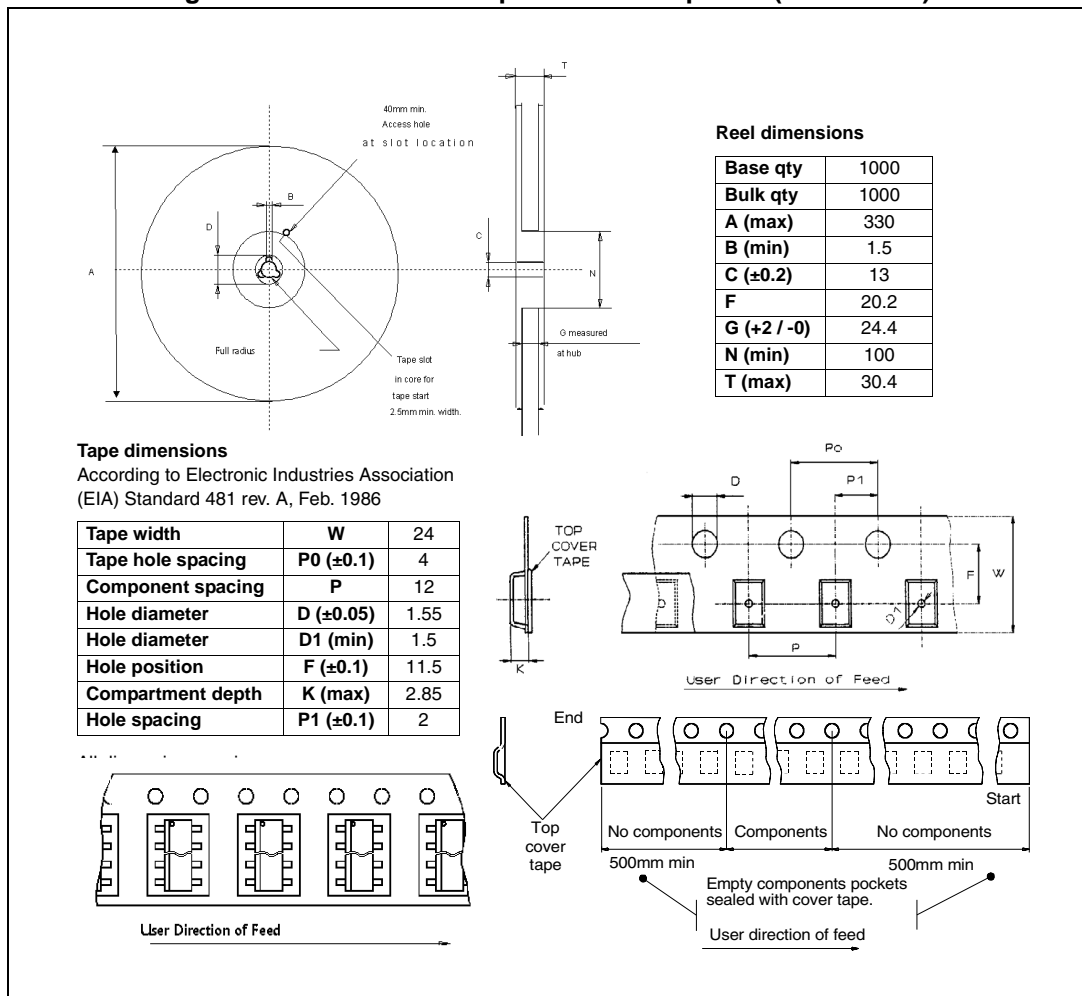 T
40mm min.
Access hole
at slot location
B
D
C
A
N
Full radius
Tape slot
in core for
tape start
2.5mm min. width.
G measured
at hub
Reel dimensions
Base qty 1000
Bulk qty 1000
A (max) 330
B (min) 1.5
C (±0.2) 13
F 20.2
G (+2 / -0) 24.4
N (min) 100
T (max) 30.4
Tape dimensions
According to Electronic Industries Association
(EIA) Standard 481 rev. A, Feb. 1986
Tape width W 24
Tape hole spacing P0 (±0.1) 4
Component spacing P 12
Hole diameter D (±0.05) 1.55
Hole diameter D1 (min) 1.5
Hole position F (±0.1) 11.5
Compartment depth K (max) 2.85
Hole spacing P1 (±0.1) 2
Po
D
P1
TOP
COVER
TAPE
F
W
D1
K
P
User Direction of Feed
End
Start
Top
cover
tape
No components Components No components
500mm min 500mm min
Empty components pockets
sealed with cover tape.
User direction of feed
User Direction of Feed